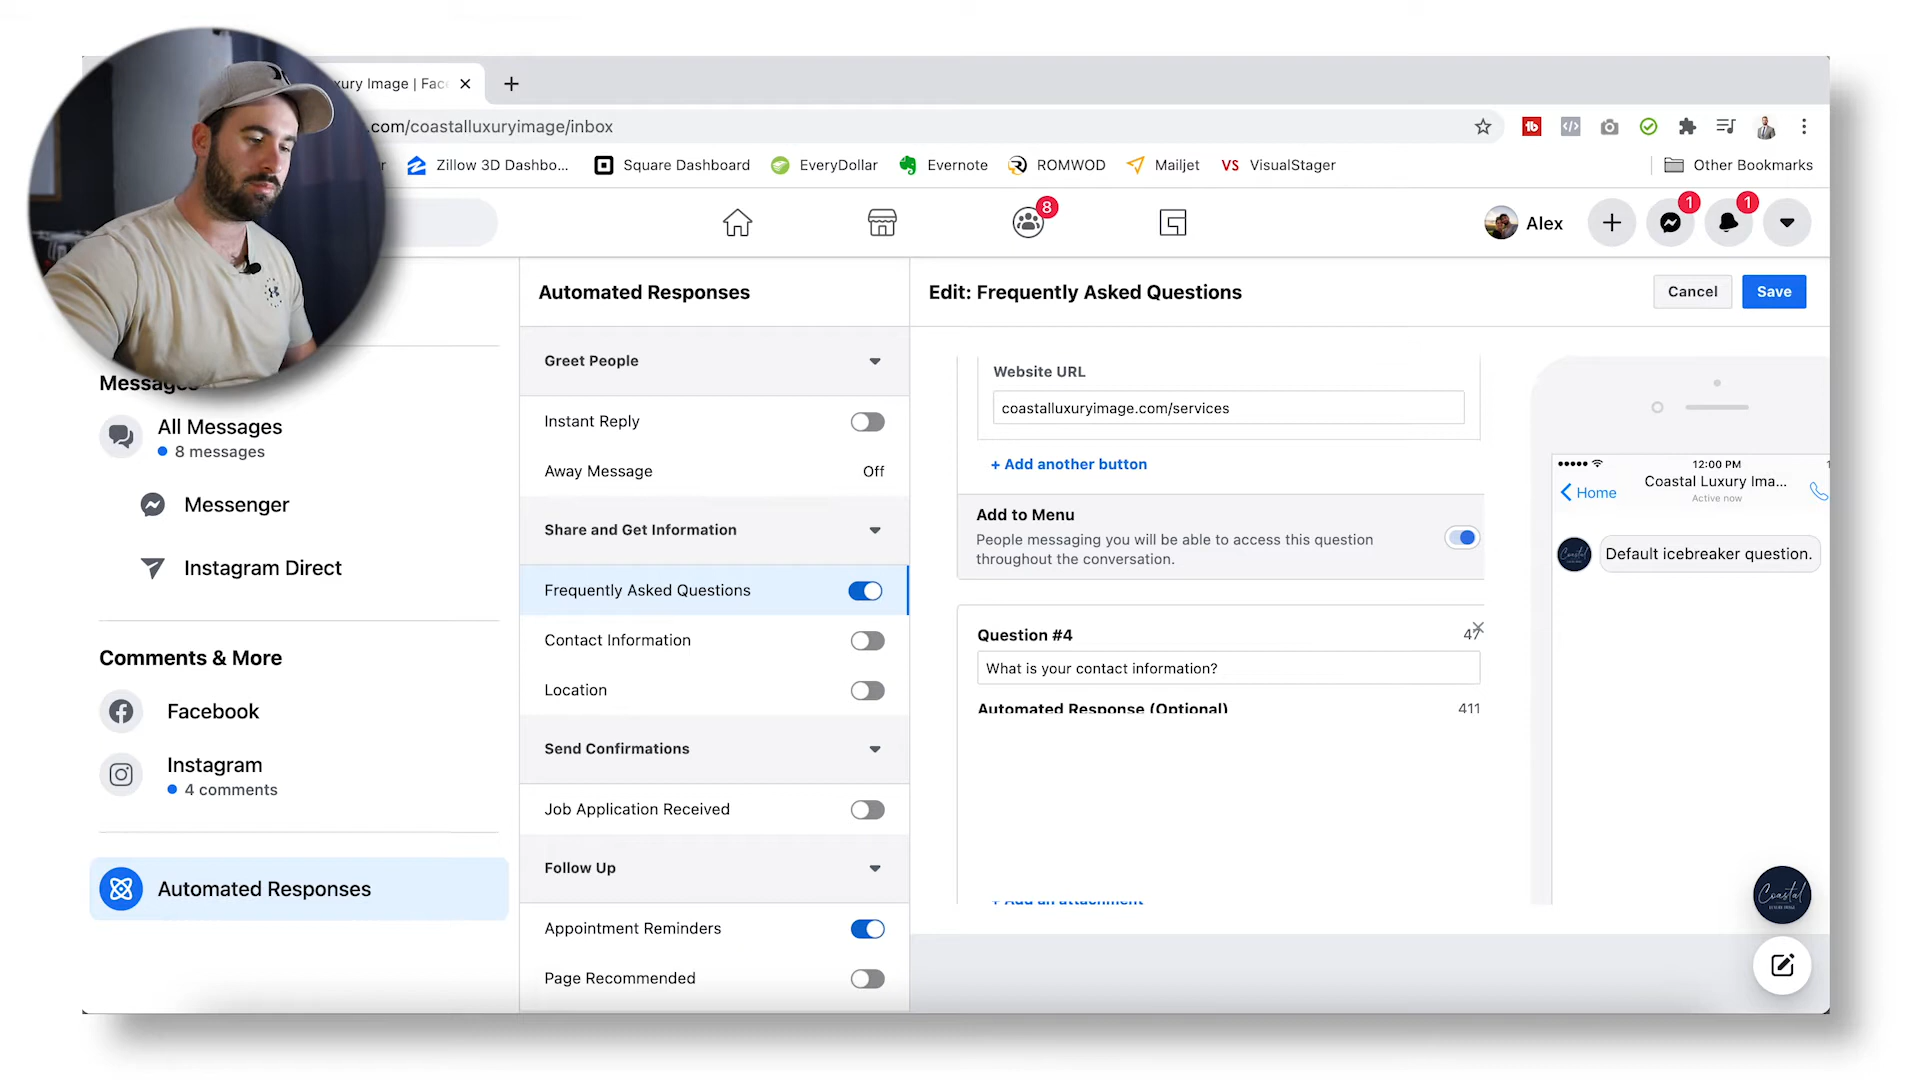 xury Image | Fac
.com/coastalluxuryimage/inbox
Zillow 3D Dashbo...
Square Dashboard
EveryDollar
Evernote
ROMWOD
Mailjet
VS VisualStager
Other Bookmarks
8
Alex
1
1
Messages
All Messages
8 messages
Messenger
Instagram Direct
Comments & More
Facebook
Instagram
4 comments
Automated Responses
Automated Responses
Greet People
Instant Reply
Away Message
Off
Share and Get Information
Frequently Asked Questions
Contact Information
Location
Send Confirmations
Job Application Received
Follow Up
Appointment Reminders
Page Recommended
Edit: Frequently Asked Questions
Cancel
Save
Website URL
coastalluxuryimage.com/services
+ Add another button
Add to Menu
People messaging you will be able to access this question
throughout the conversation.
Question #4
47
What is your contact information?
Automated Response (Optional)
411
+ Add an attachment
12:00 PM
Home
Coastal Luxury Ima...
Active now
Default icebreaker question.
Coastal
LUXURY IMAGE